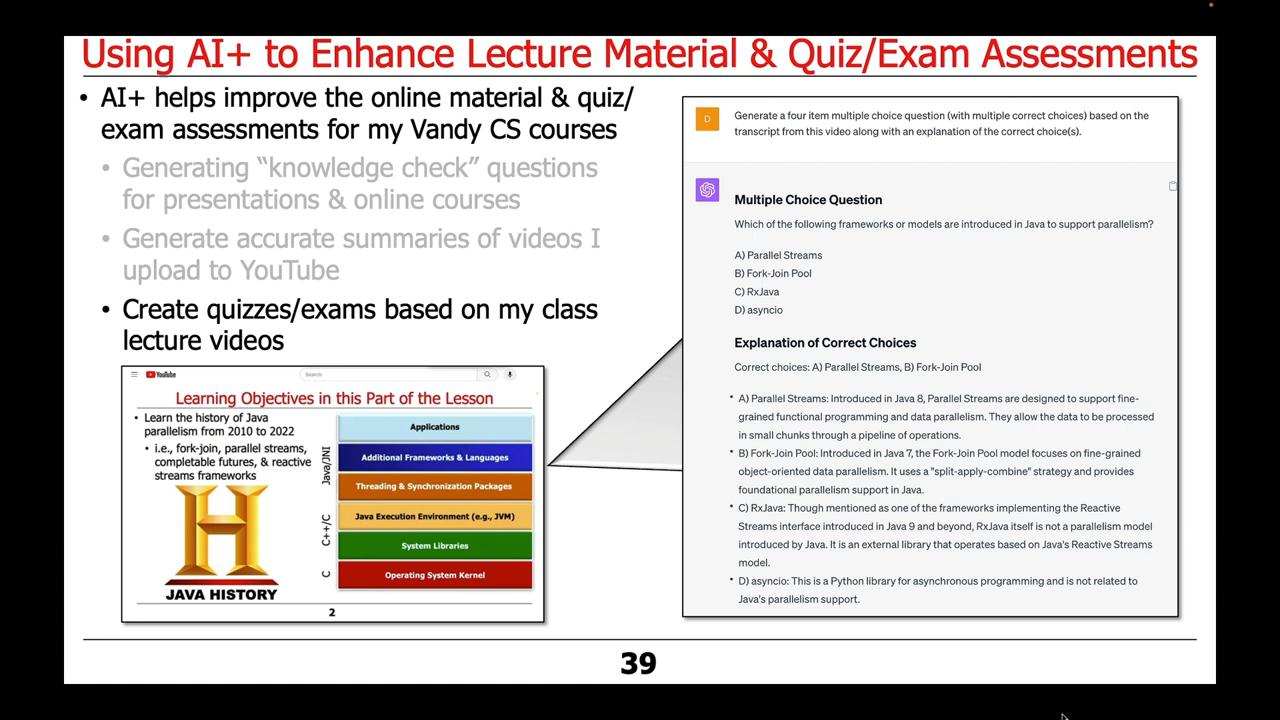 Using AI+ to Enhance Lecture Material & Quiz/Exam Assessments
• AI+ helps improve the online material & quiz/
exam assessments for my Vandy CS courses
• Generating “knowledge check” questions
for presentations & online courses
• Generate accurate summaries of videos I
upload to YouTube
• Create quizzes/exams based on my class
lecture videos
YouTube
Search
Learning Objectives in this Part of the Lesson
• Learn the history of Java
parallelism from 2010 to 2022
• i.e., fork-join, parallel streams,
completable futures, & reactive
streams frameworks
H
JAVA HISTORY
Java/JNI
C++/C
C
Applications
Additional Frameworks & Languages
Threading & Synchronization Packages
Java Execution Environment (e.g., JVM)
System Libraries
Operating System Kernel
2
D
Generate a four item multiple choice question (with multiple correct choices) based on the
transcript from this video along with an explanation of the correct choice(s).
Multiple Choice Question
Which of the following frameworks or models are introduced in Java to support parallelism?
A) Parallel Streams
B) Fork-Join Pool
C) RxJava
D) asyncio
Explanation of Correct Choices
Correct choices: A) Parallel Streams, B) Fork-Join Pool
• A) Parallel Streams: Introduced in Java 8, Parallel Streams are designed to support fine-
grained functional programming and data parallelism. They allow the data to be processed
in small chunks through a pipeline of operations.
• B) Fork-Join Pool: Introduced in Java 7, the Fork-Join Pool model focuses on fine-grained
object-oriented data parallelism. It uses a "split-apply-combine" strategy and provides
foundational parallelism support in Java.
• C) RxJava: Though mentioned as one of the frameworks implementing the Reactive
Streams interface introduced in Java 9 and beyond, RxJava itself is not a parallelism model
introduced by Java. It is an external library that operates based on Java's Reactive Streams
model.
• D) asyncio: This is a Python library for asynchronous programming and is not related to
Java's parallelism support.
39